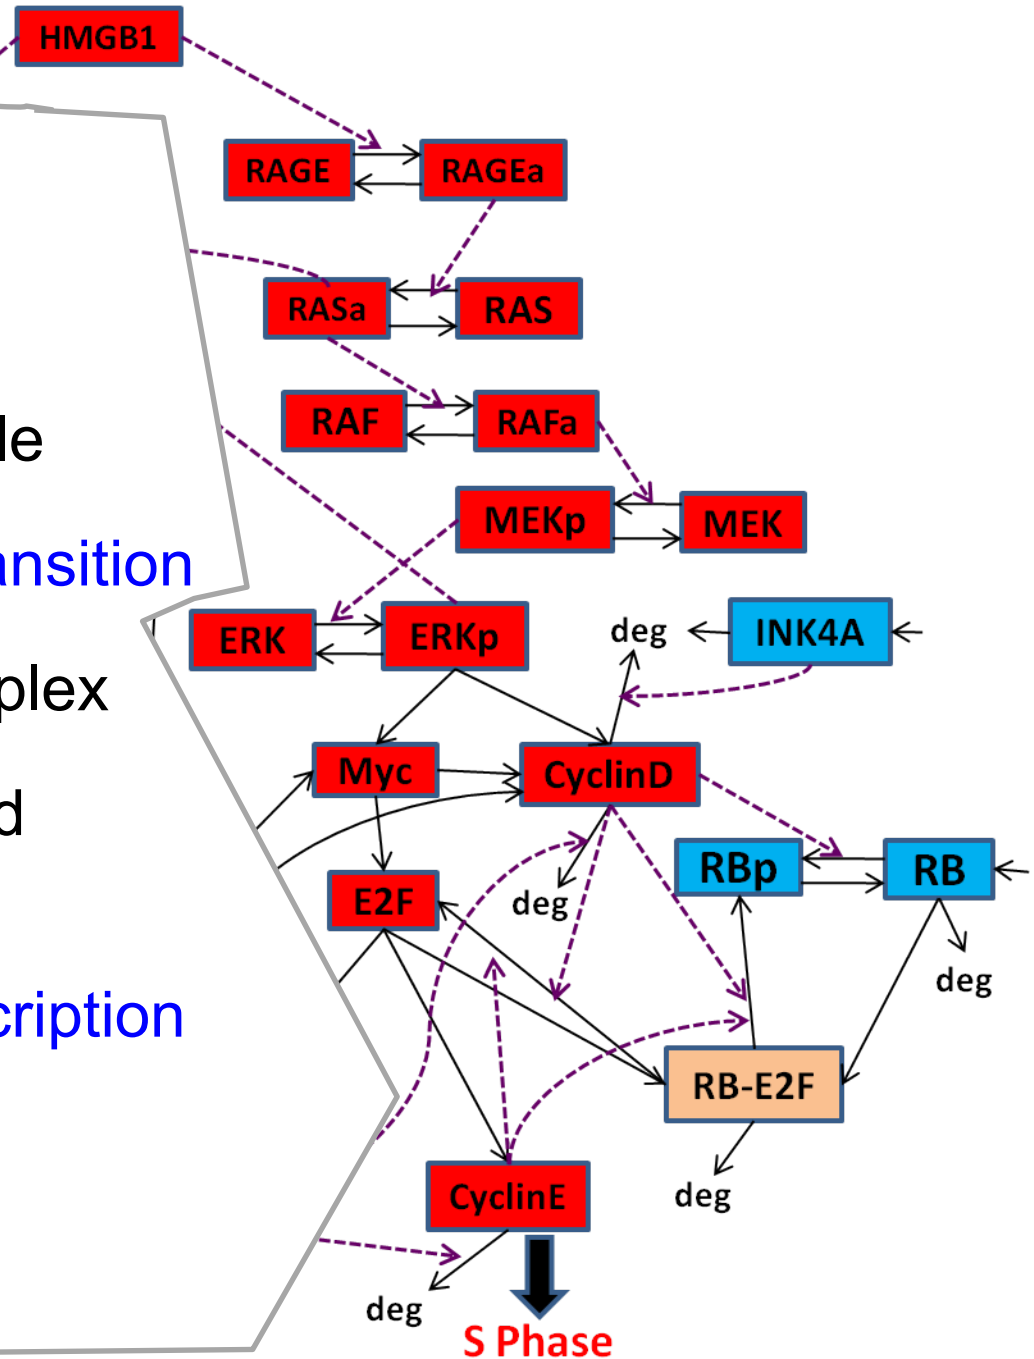 HMGB1
RAGE
RAGEa
RASa
RAS
RAF
RAFa
le
MEKp
MEK
ansition
ERK
ERKp
deg
INK4A
plex
Myc
CyclinD
d
RBp
RB
E2F
deg
deg
cription
RB-E2F
CyclinE
deg
deg
S Phase